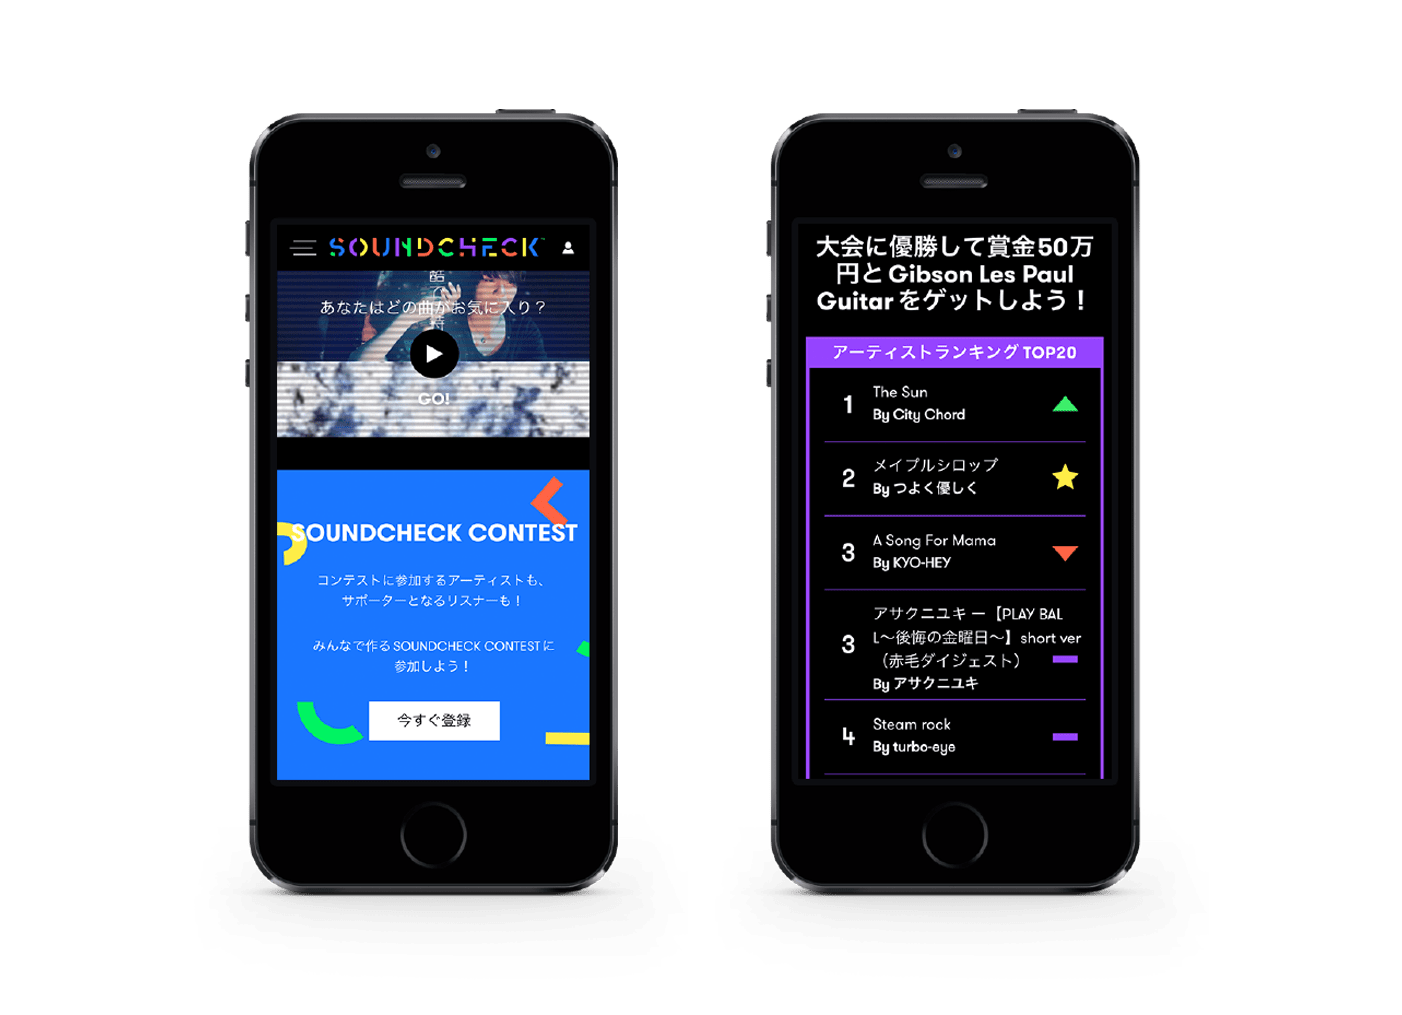 SOUNDCHECK
酷
で
あなたはどの曲がお気に入り？
GO!
SOUNDCHECK CONTEST
コンテストに参加するアーティストも、
サポーターとなるリスナーも！
みんなで作る SOUNDCHECK CONTEST に
参加しよう！
今すぐ登録
大会に優勝して賞金50万
円と Gibson Les Paul
Guitar をゲットしよう！
アーティストランキング TOP20
1
The Sun
By City Chord
2
メイプルシロップ
By つよく優しく
3
A Song For Mama
By KYO-HEY
3
アサクニユキ ー【PLAY BAL
L〜後悔の金曜日〜】short ver
（赤毛ダイジェスト）
By アサクニユキ
4
Steam rock
By turbo-eye